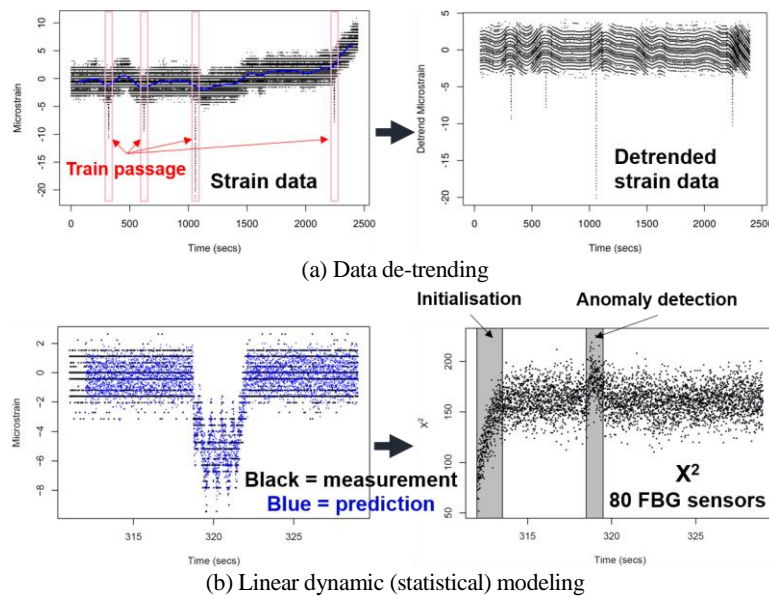 Microstrain
10
5
0
-5
-10
-15
-20
Train passage
Strain data
0 500 1000 1500 2000 2500
Time (secs)
Detrend Microstrain
5
0
-5
-10
-15
-20
Detrended
strain data
0 500 1000 1500 2000 2500
Time (secs)
(a) Data de-trending
Microstrain
2
0
-2
-4
-6
-8
Black = measurement
Blue = prediction
315 320 325
Time (secs)
Initialisation
Anomaly detection
X²
200
150
100
50
X²
80 FBG sensors
315 320 325
Time (secs)
(b) Linear dynamic (statistical) modeling